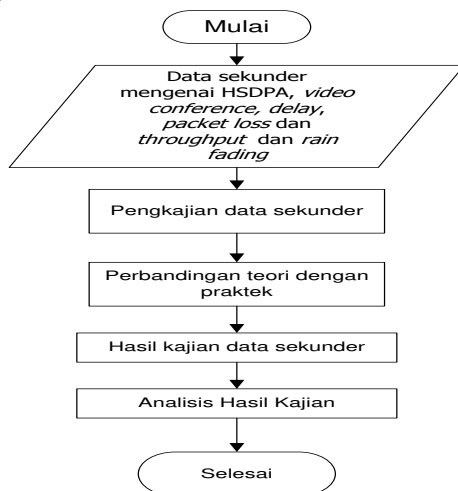 Mulai
Data sekunder
mengenai HSDPA, video
conference, delay,
packet loss dan
throughput dan rain
fading
Pengkajian data sekunder
Perbandingan teori dengan
praktek
Hasil kajian data sekunder
Analisis Hasil Kajian
Selesai